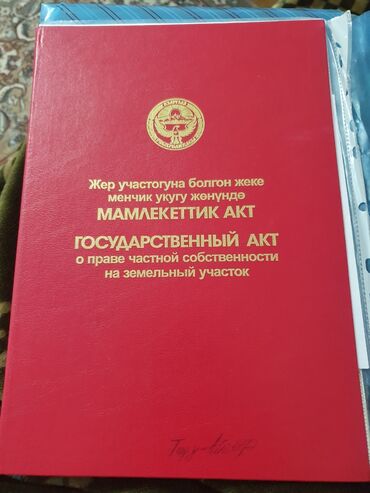 Жер участогуна болгон жеке
менчик укугу жөнүндө
МАМЛЕКЕТТИК АКТ
ГОСУДАРСТВЕННЫЙ АКТ
о праве частной собственности
на земельный участок